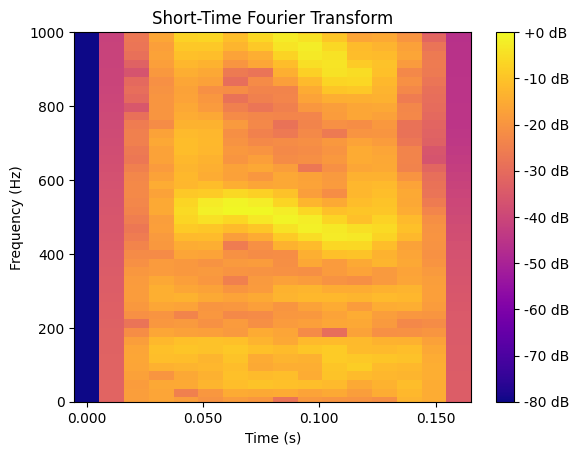 Short-Time Fourier Transform
1000
800
600
400
200
0
Frequency (Hz)
0.000
0.050
0.100
0.150
Time (s)
+0 dB
-10 dB
-20 dB
-30 dB
-40 dB
-50 dB
-60 dB
-70 dB
-80 dB